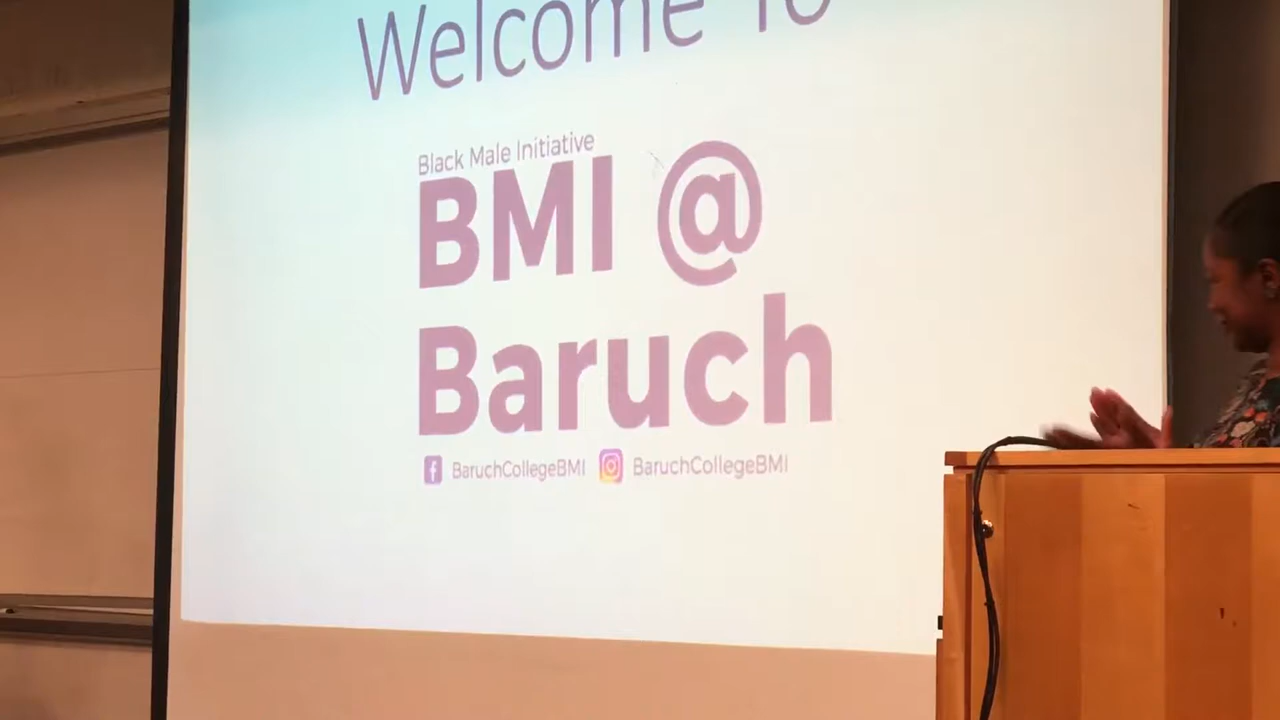 Welcome To
Black Male Initiative
BMI @
Baruch
BaruchCollegeBMI BaruchCollegeBMI